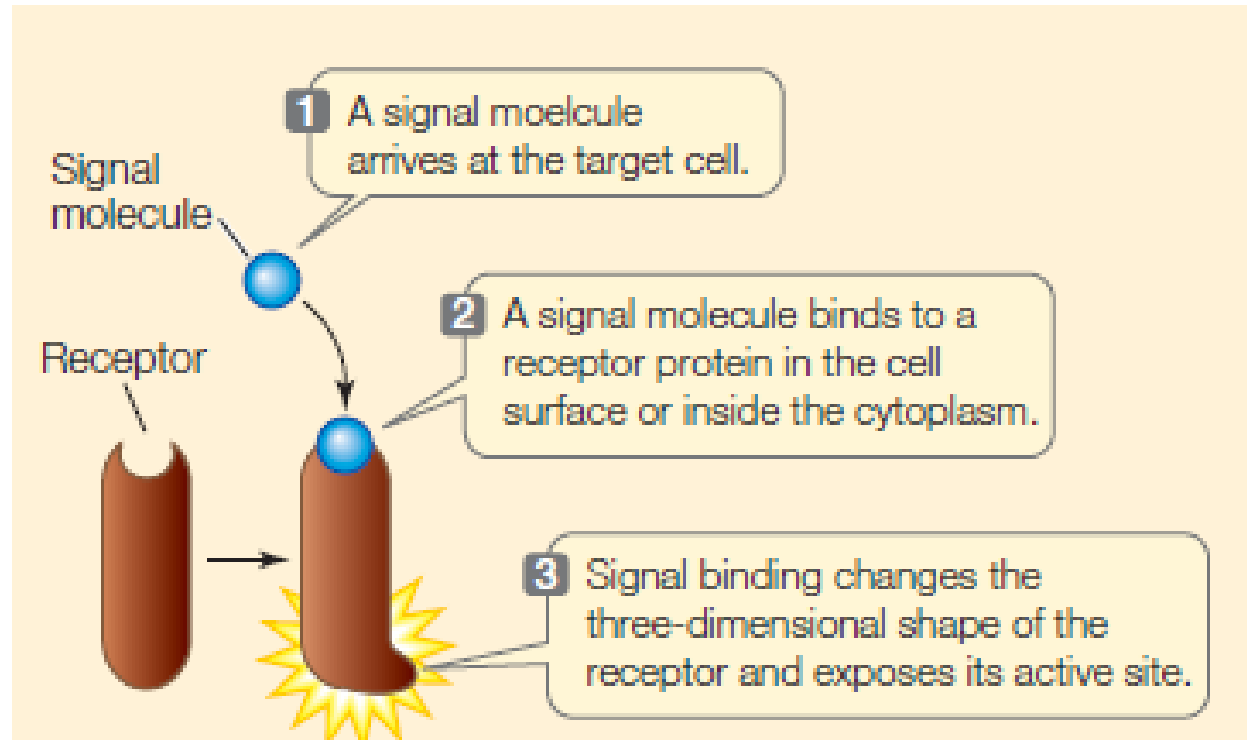 1 A signal moelcule
arrives at the target cell.
Signal
molecule
2 A signal molecule binds to a
receptor protein in the cell
surface or inside the cytoplasm.
Receptor
3 Signal binding changes the
three-dimensional shape of the
receptor and exposes its active site.